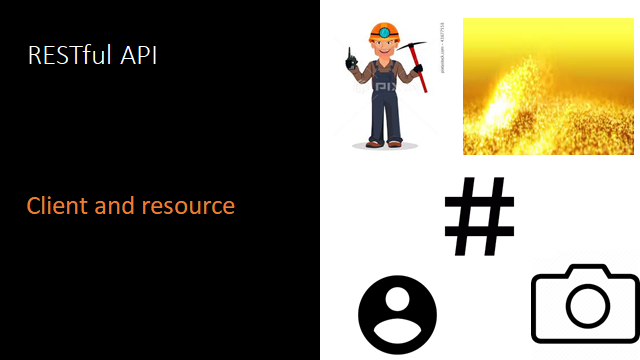 RESTful API
Client and resource
#